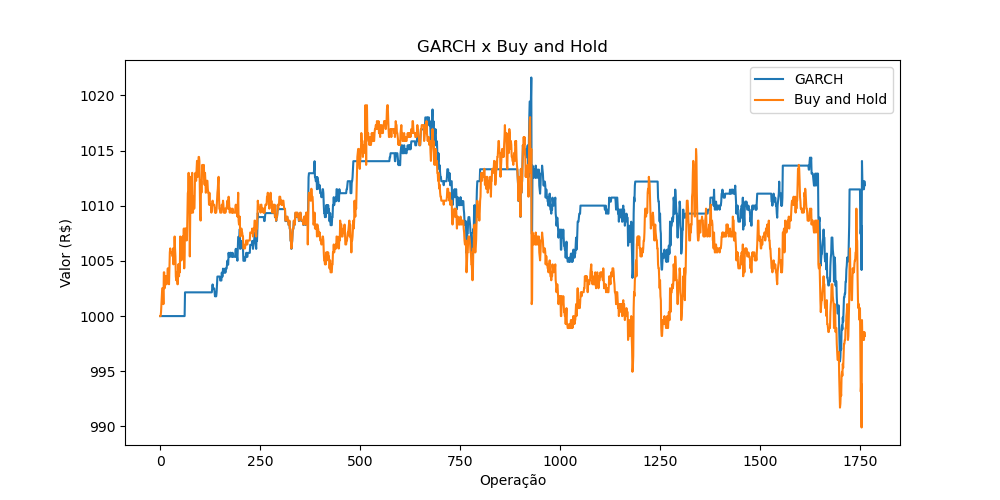 GARCH x Buy and Hold
GARCH
Buy and Hold
Valor (R$)
1020
1015
1010
1005
1000
995
990
0 250 500 750 1000 1250 1500 1750
Operação